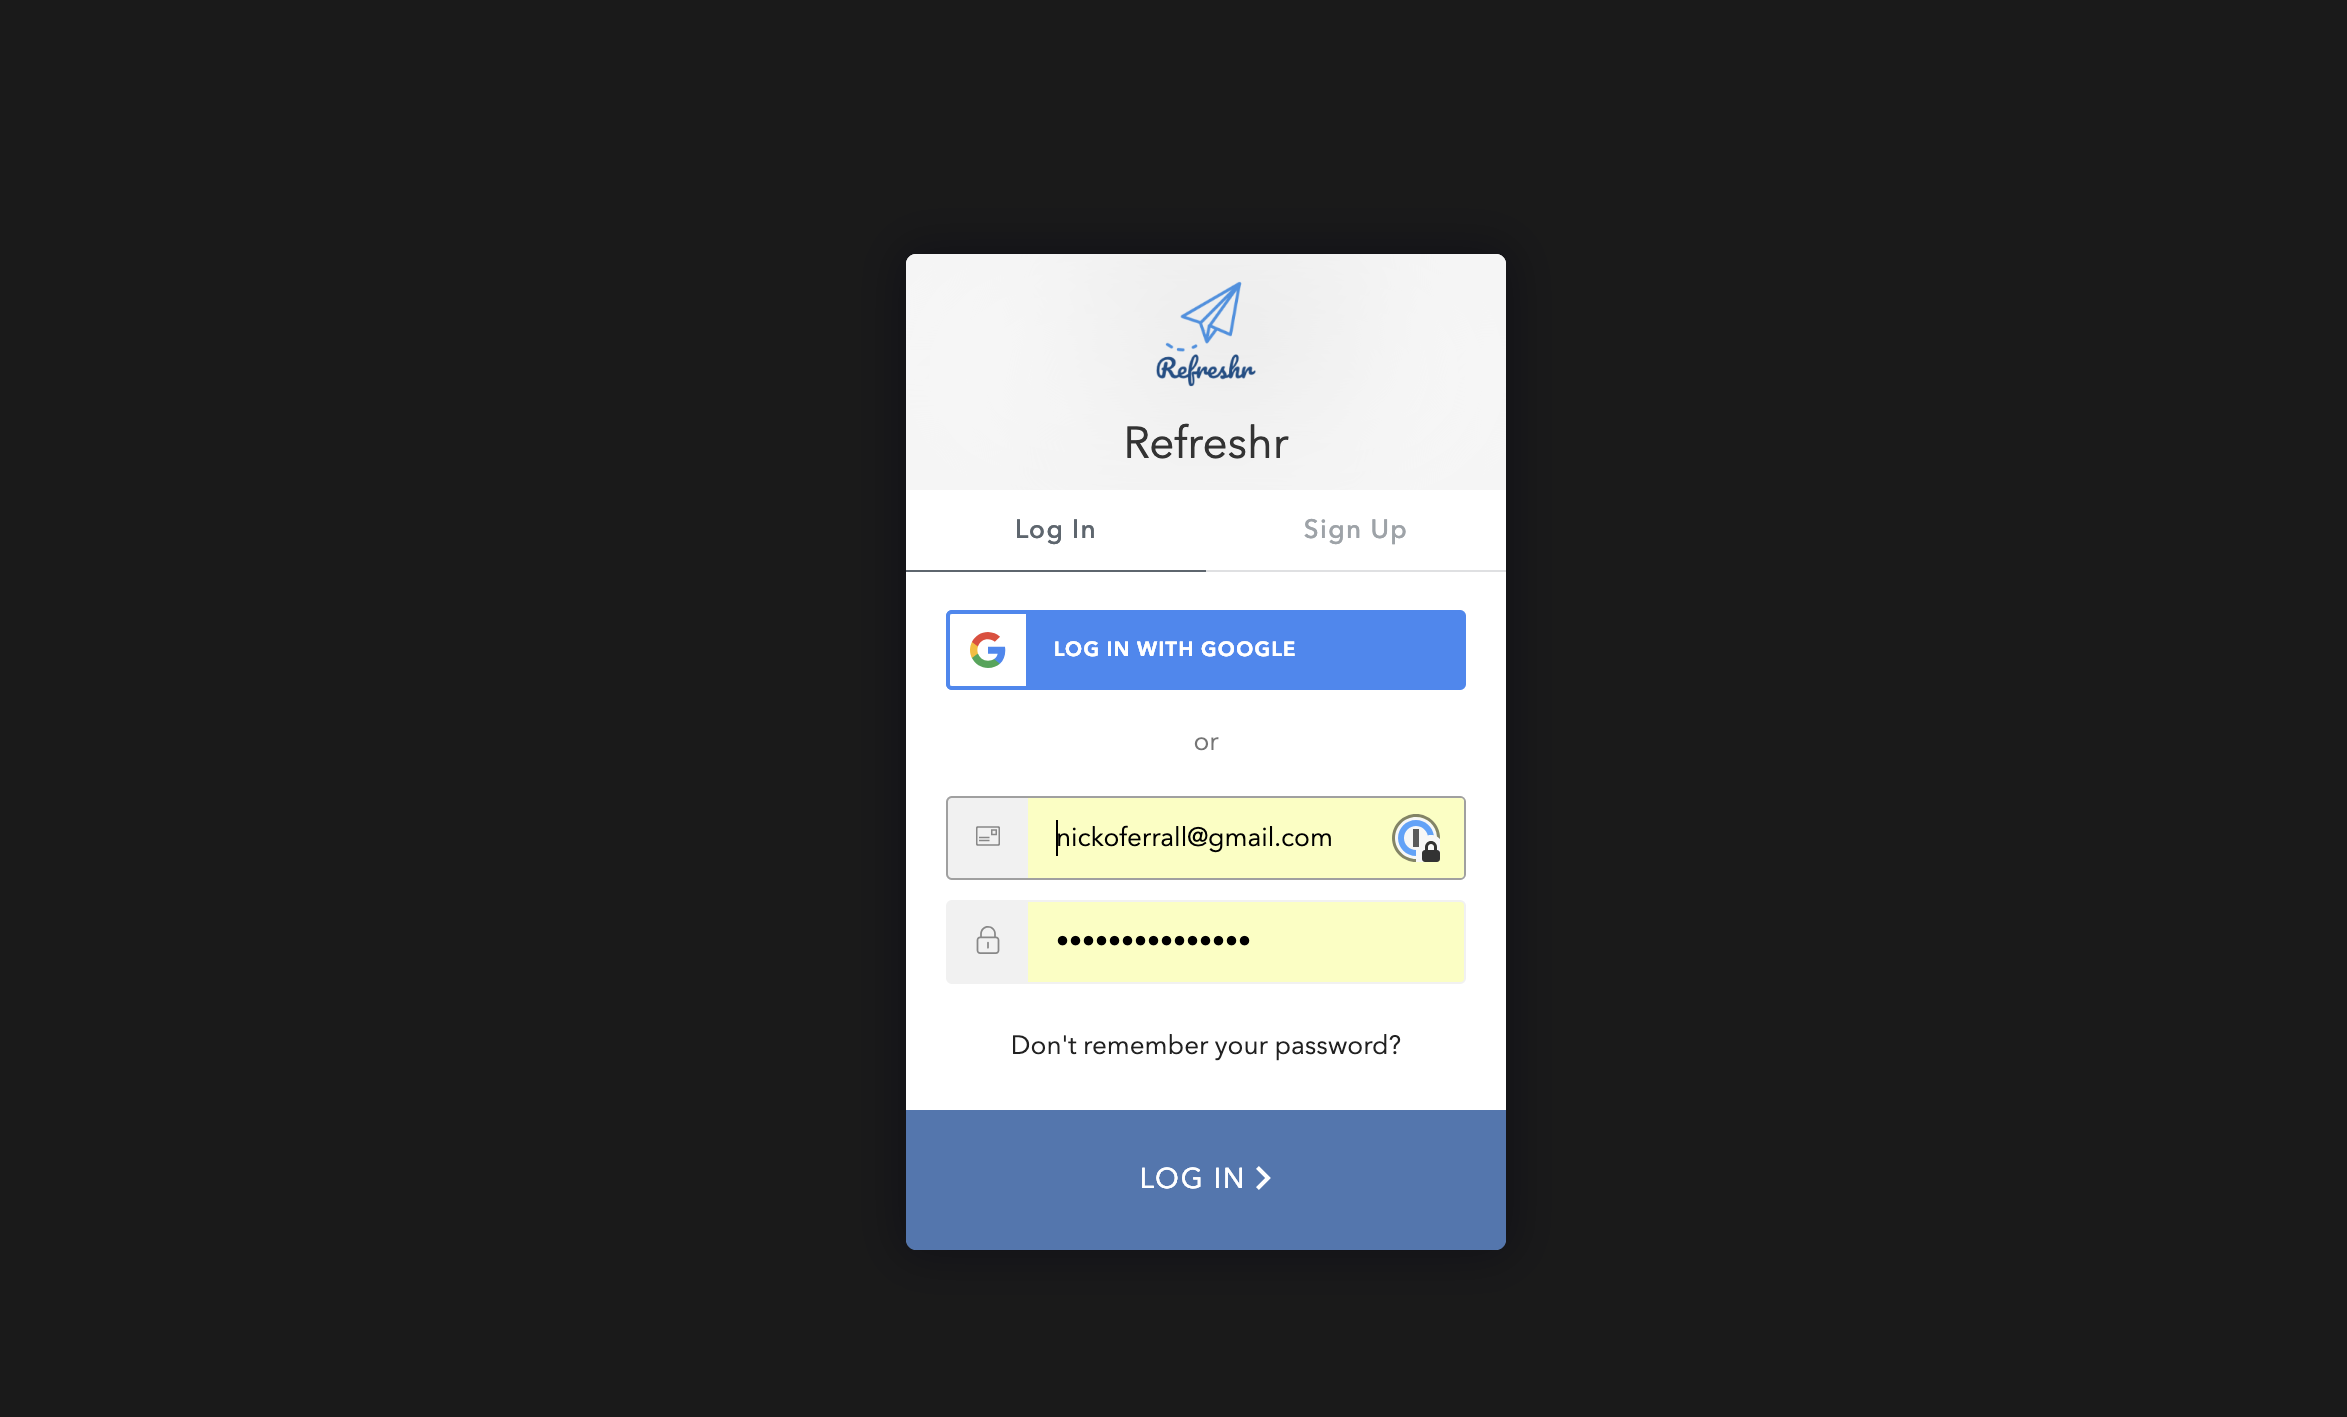 Refreshr
Refreshr
Log In
Sign Up
LOG IN WITH GOOGLE
or
nickoferrall@gmail.com
•••••••••••••••
Don't remember your password?
LOG IN